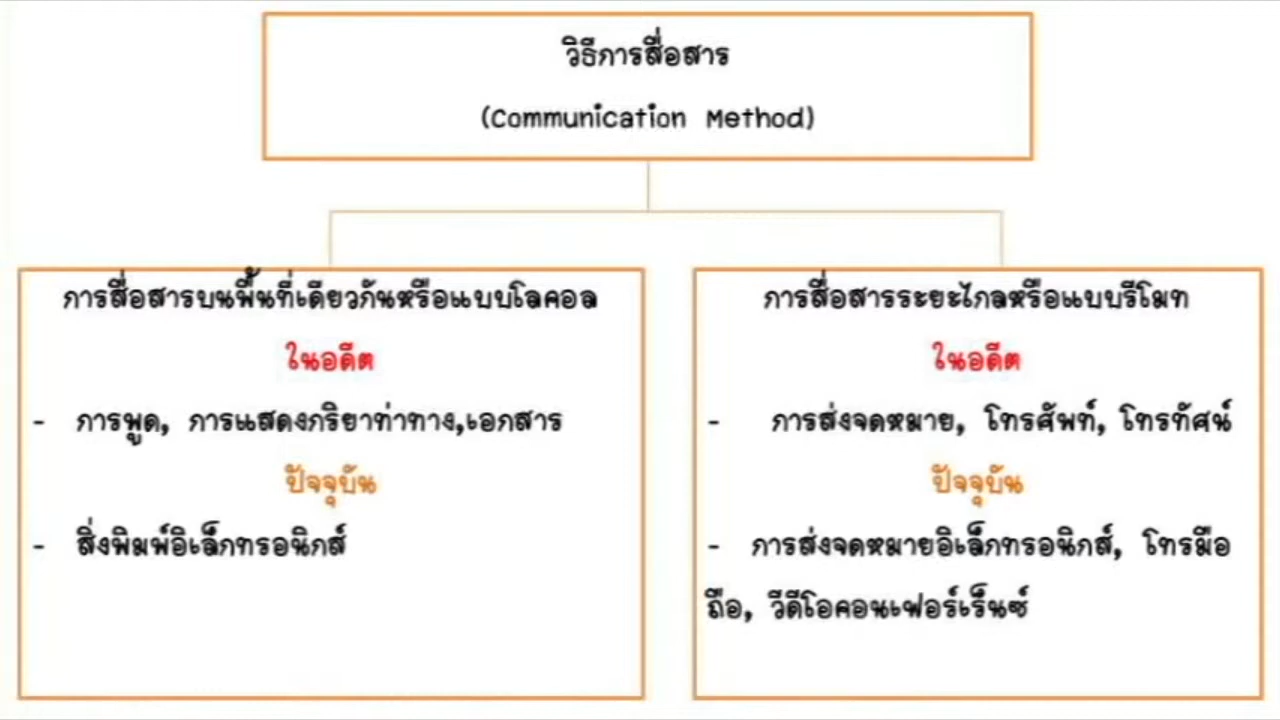 วิธีการสื่อสาร
(Communication Method)
การสื่อสารบนพื้นที่เดียวกันหรือแบบโลคอล
ในอดีต
- การพูด, การแสดงกริยาท่าทาง,เอกสาร
ปัจจุบัน
- สิ่งพิมพ์อิเล็กทรอนิกส์
การสื่อสารระยะไกลหรือแบบรีโมท
ในอดีต
- การส่งจดหมาย, โทรศัพท์, โทรทัศน์
ปัจจุบัน
- การส่งจดหมายอิเล็กทรอนิกส์, โทรมือ
ถือ, วีดีโอคอนเฟอร์เร็นซ์